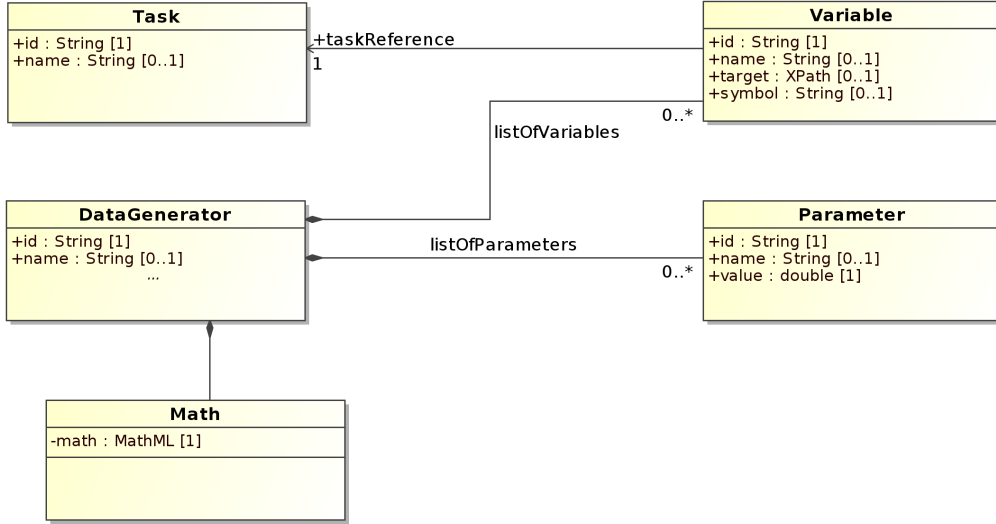 Task
+id : String [1]
+name : String [0..1]
+taskReference
1
Variable
+id : String [1]
+name : String [0..1]
+target : XPath [0..1]
+symbol : String [0..1]
0..*
listOfVariables
DataGenerator
+id : String [1]
+name : String [0..1]
...
listOfParameters
0..*
Parameter
+id : String [1]
+name : String [0..1]
+value : double [1]
Math
-math : MathML [1]